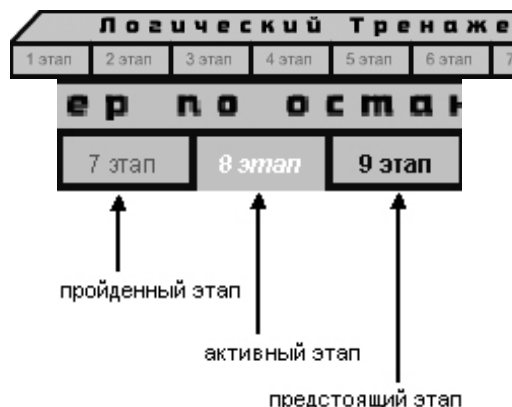 Логический Тренаже
1 этап 2 этап 3 этап 4 этап 5 этап 6 этап 7
ер по остан
7 этап 8 этап 9 этап
пройденный этап
активный этап
предстоящий этап